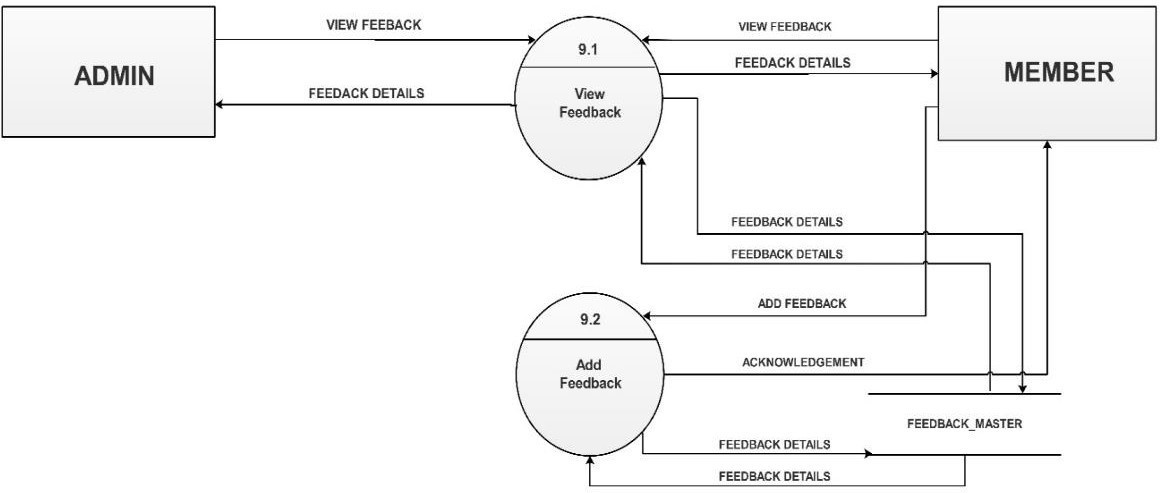 VIEW FEEBACK
VIEW FEEDBACK
9.1
FEEDACK DETAILS
ADMIN
MEMBER
FEEDACK DETAILS
View
Feedback
FEEDBACK DETAILS
FEEDBACK DETAILS
ADD FEEDBACK
9.2
ACKNOWLEDGEMENT
Add
Feedback
FEEDBACK_MASTER
FEEDBACK DETAILS
FEEDBACK DETAILS